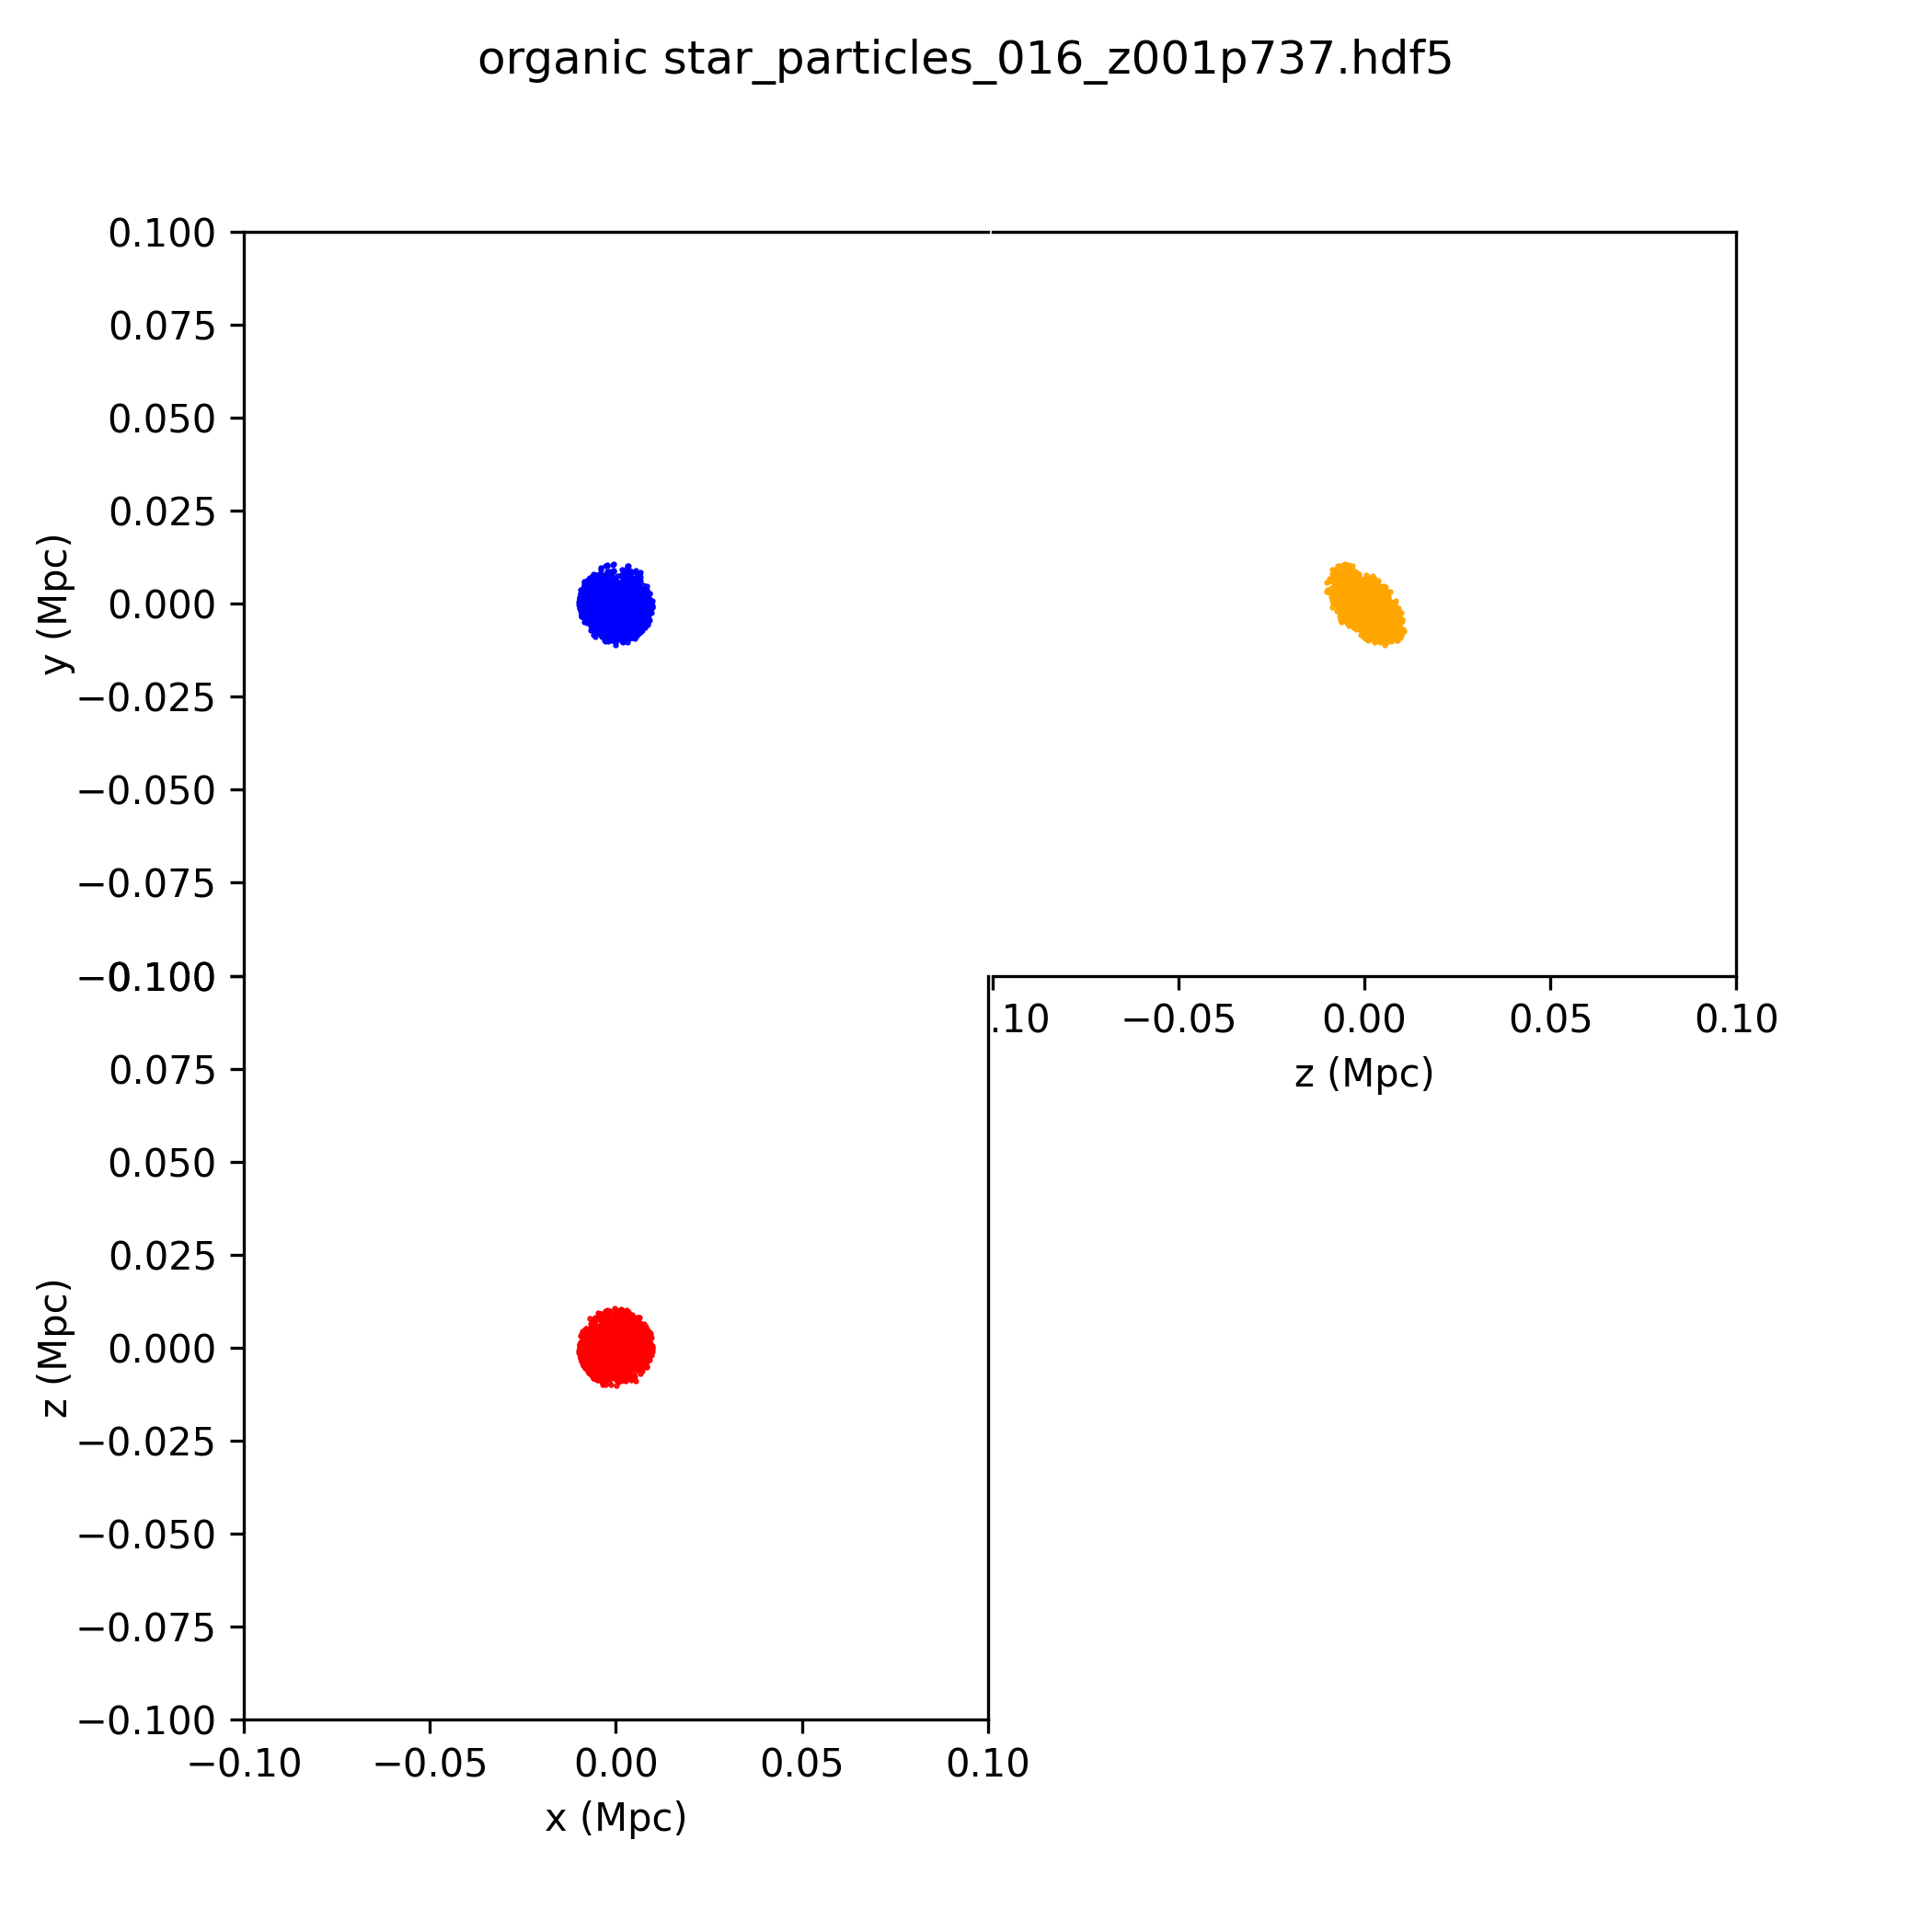 organic star_particles_016_z001p737.hdf5
0.100
0.075
0.050
0.025
0.000
−0.025
−0.050
−0.075
−0.100
y (Mpc)
.10 −0.05 0.00 0.05 0.10
z (Mpc)
0.075
0.050
0.025
0.000
−0.025
−0.050
−0.075
−0.100
z (Mpc)
−0.10 −0.05 0.00 0.05 0.10
x (Mpc)